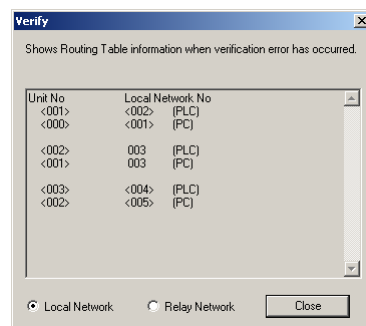 Verify
Shows Routing Table information when verification error has occurred.
Unit No Local Network No
<001> <002> (PLC)
<000> <001> (PC)
<002> 003 (PLC)
<001> 003 (PC)
<003> <004> (PLC)
<002> <005> (PC)
Local Network Relay Network Close